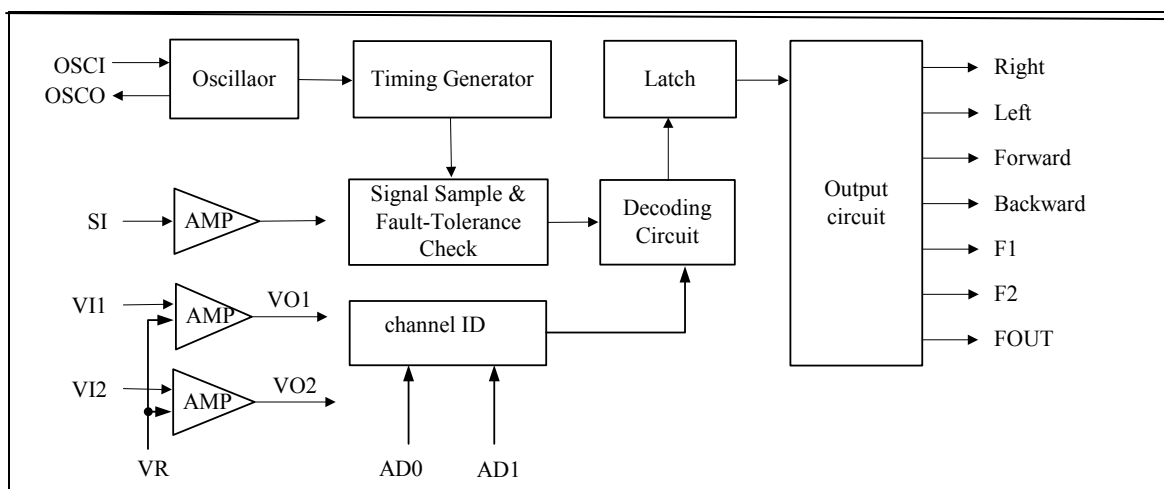 OSCI
OSCO
Oscillaor
Timing Generator
Latch
SI
AMP
Signal Sample &
Fault-Tolerance
Check
Decoding
Circuit
VI1
AMP
VO1
channel ID
VI2
AMP
VO2
VR
AD0
AD1
Output
circuit
Right
Left
Forward
Backward
F1
F2
FOUT